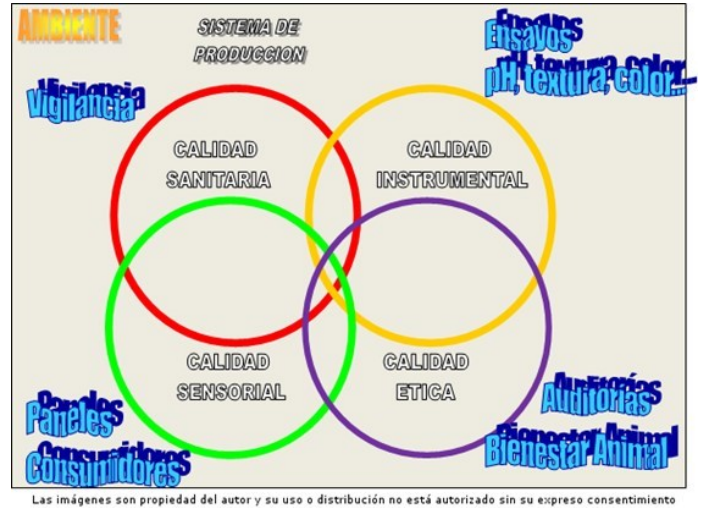 AMBIENTE
SISTEMA DE
PRODUCCION
Ensayos
pH, textura, color...
Vigilancia
CALIDAD
SANITARIA
CALIDAD
INSTRUMENTAL
CALIDAD
SENSORIAL
CALIDAD
ETICA
Paneles
Consumidores
Auditorías
Bienestar Animal
Las imágenes son propiedad del autor y su uso o distribución no está autorizado sin su expreso consentimiento